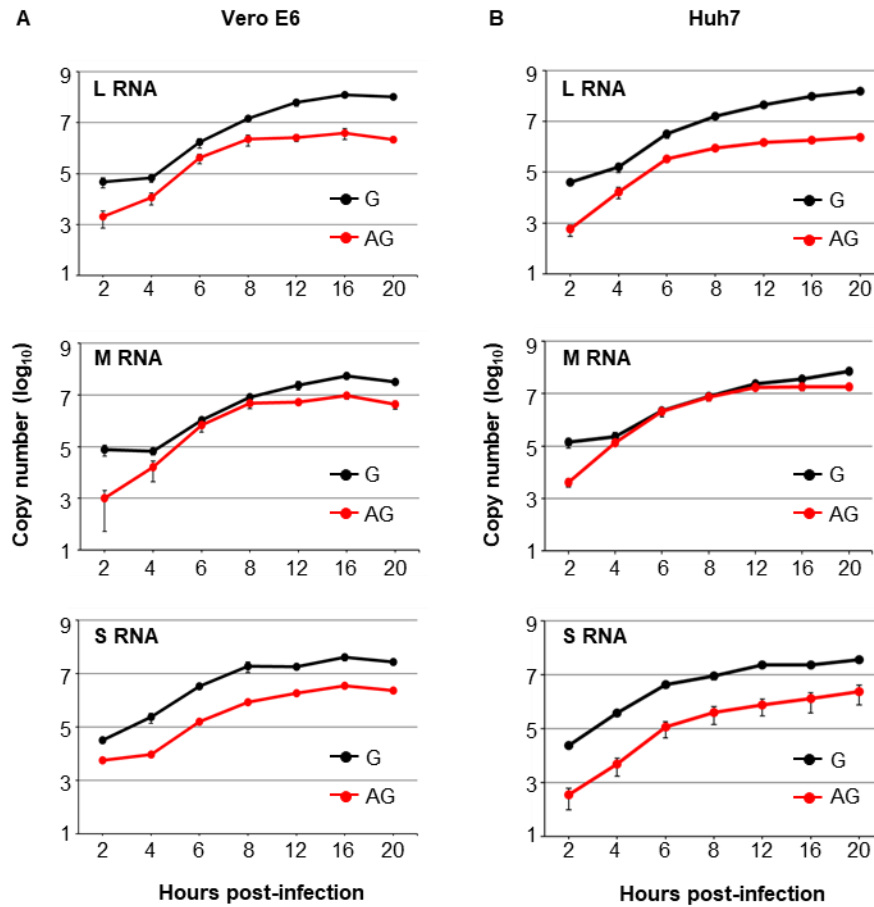 A Vero E6
B Huh7
Copy number (log₁₀)
L RNA
9
7
5
3
1
G
AG
2 4 6 8 12 16 20
M RNA
9
7
5
3
1
G
AG
2 4 6 8 12 16 20
S RNA
9
7
5
3
1
G
AG
2 4 6 8 12 16 20
Hours post-infection
Copy number (log₁₀)
L RNA
9
7
5
3
1
G
AG
2 4 6 8 12 16 20
M RNA
9
7
5
3
1
G
AG
2 4 6 8 12 16 20
S RNA
9
7
5
3
1
G
AG
2 4 6 8 12 16 20
Hours post-infection